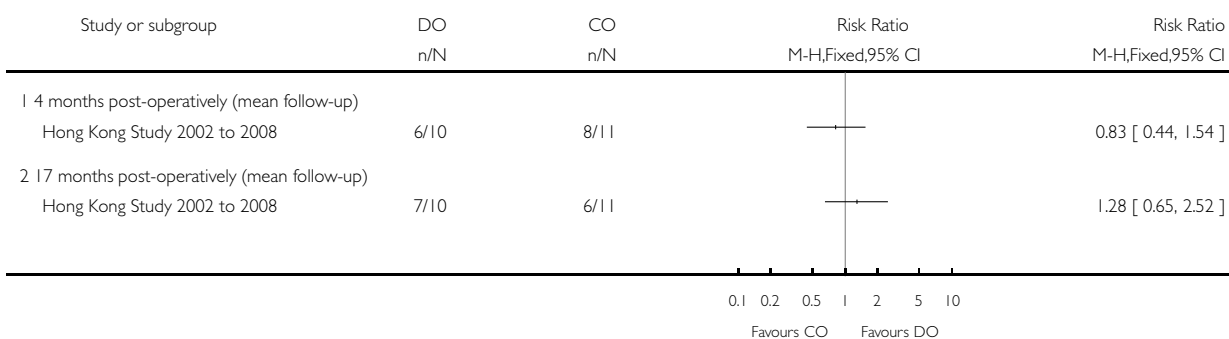 Study or subgroup DO CO Risk Ratio Risk Ratio
n/N n/N M-H,Fixed,95% CI M-H,Fixed,95% CI
1 4 months post-operatively (mean follow-up)
Hong Kong Study 2002 to 2008 6/10 8/11 0.83 [ 0.44, 1.54 ]
2 17 months post-operatively (mean follow-up)
Hong Kong Study 2002 to 2008 7/10 6/11 1.28 [ 0.65, 2.52 ]
0.1 0.2 0.5 1 2 5 10
Favours CO Favours DO